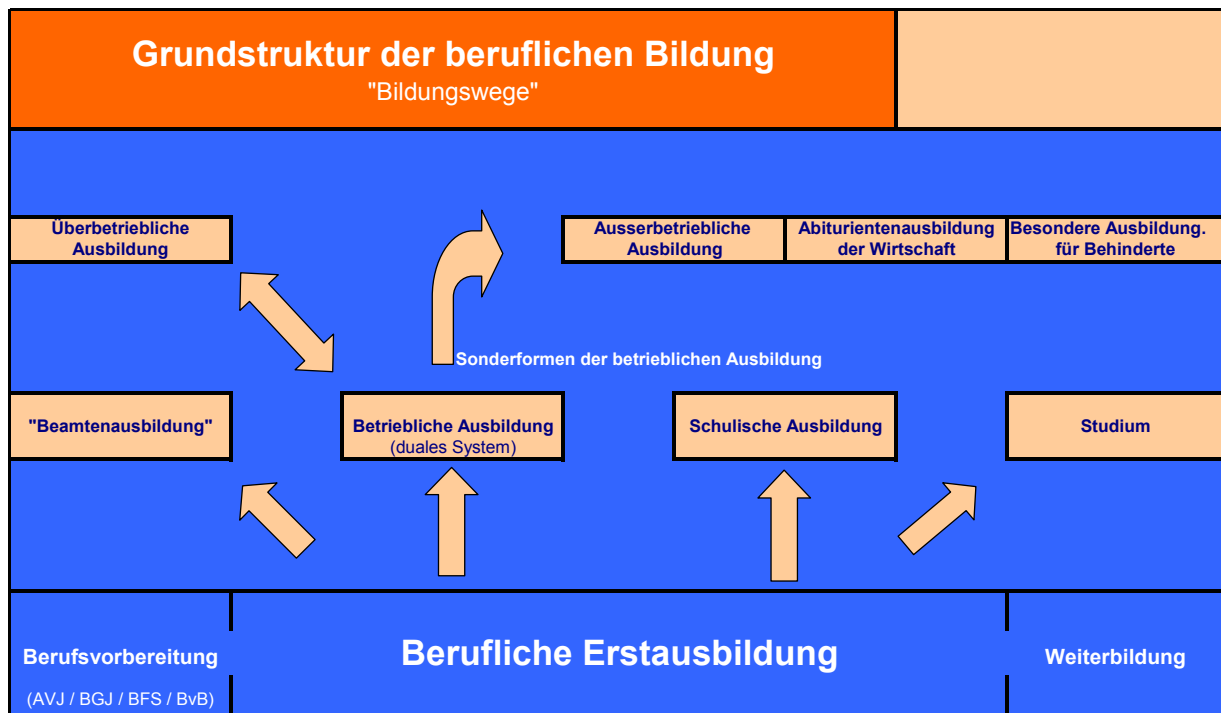 Grundstruktur der beruflichen Bildung
"Bildungswege"
Überbetriebliche
Ausbildung
Ausserbetriebliche
Ausbildung
Abiturientenausbildung
der Wirtschaft
Besondere Ausbildung.
für Behinderte
Sonderformen der betrieblichen Ausbildung
"Beamtenausbildung"
Betriebliche Ausbildung
(duales System)
Schulische Ausbildung
Studium
Berufsvorbereitung
(AVJ / BGJ / BFS / BvB)
Berufliche Erstausbildung
Weiterbildung